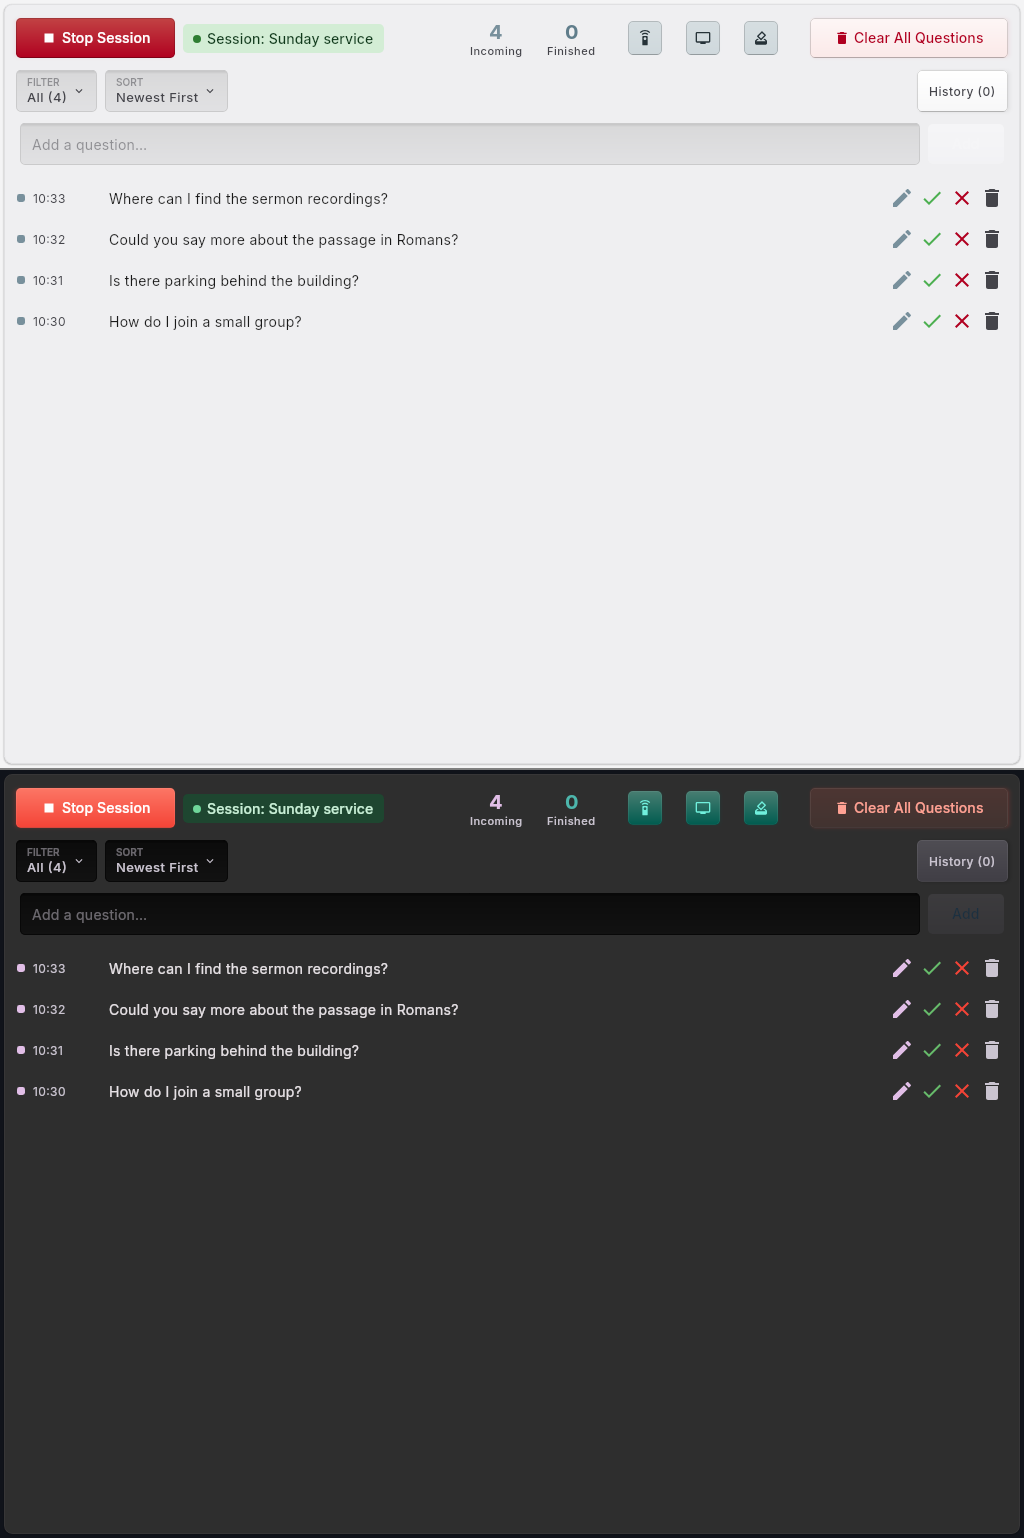 Stop Session
Session: Sunday service
4
Incoming
0
Finished
Clear All Questions
FILTER
All (4)
SORT
Newest First
History (0)
Add a question...
10:33 Where can I find the sermon recordings?
10:32 Could you say more about the passage in Romans?
10:31 Is there parking behind the building?
10:30 How do I join a small group?
Stop Session
Session: Sunday service
4
Incoming
0
Finished
Clear All Questions
FILTER
All (4)
SORT
Newest First
History (0)
Add a question...
Add
10:33 Where can I find the sermon recordings?
10:32 Could you say more about the passage in Romans?
10:31 Is there parking behind the building?
10:30 How do I join a small group?